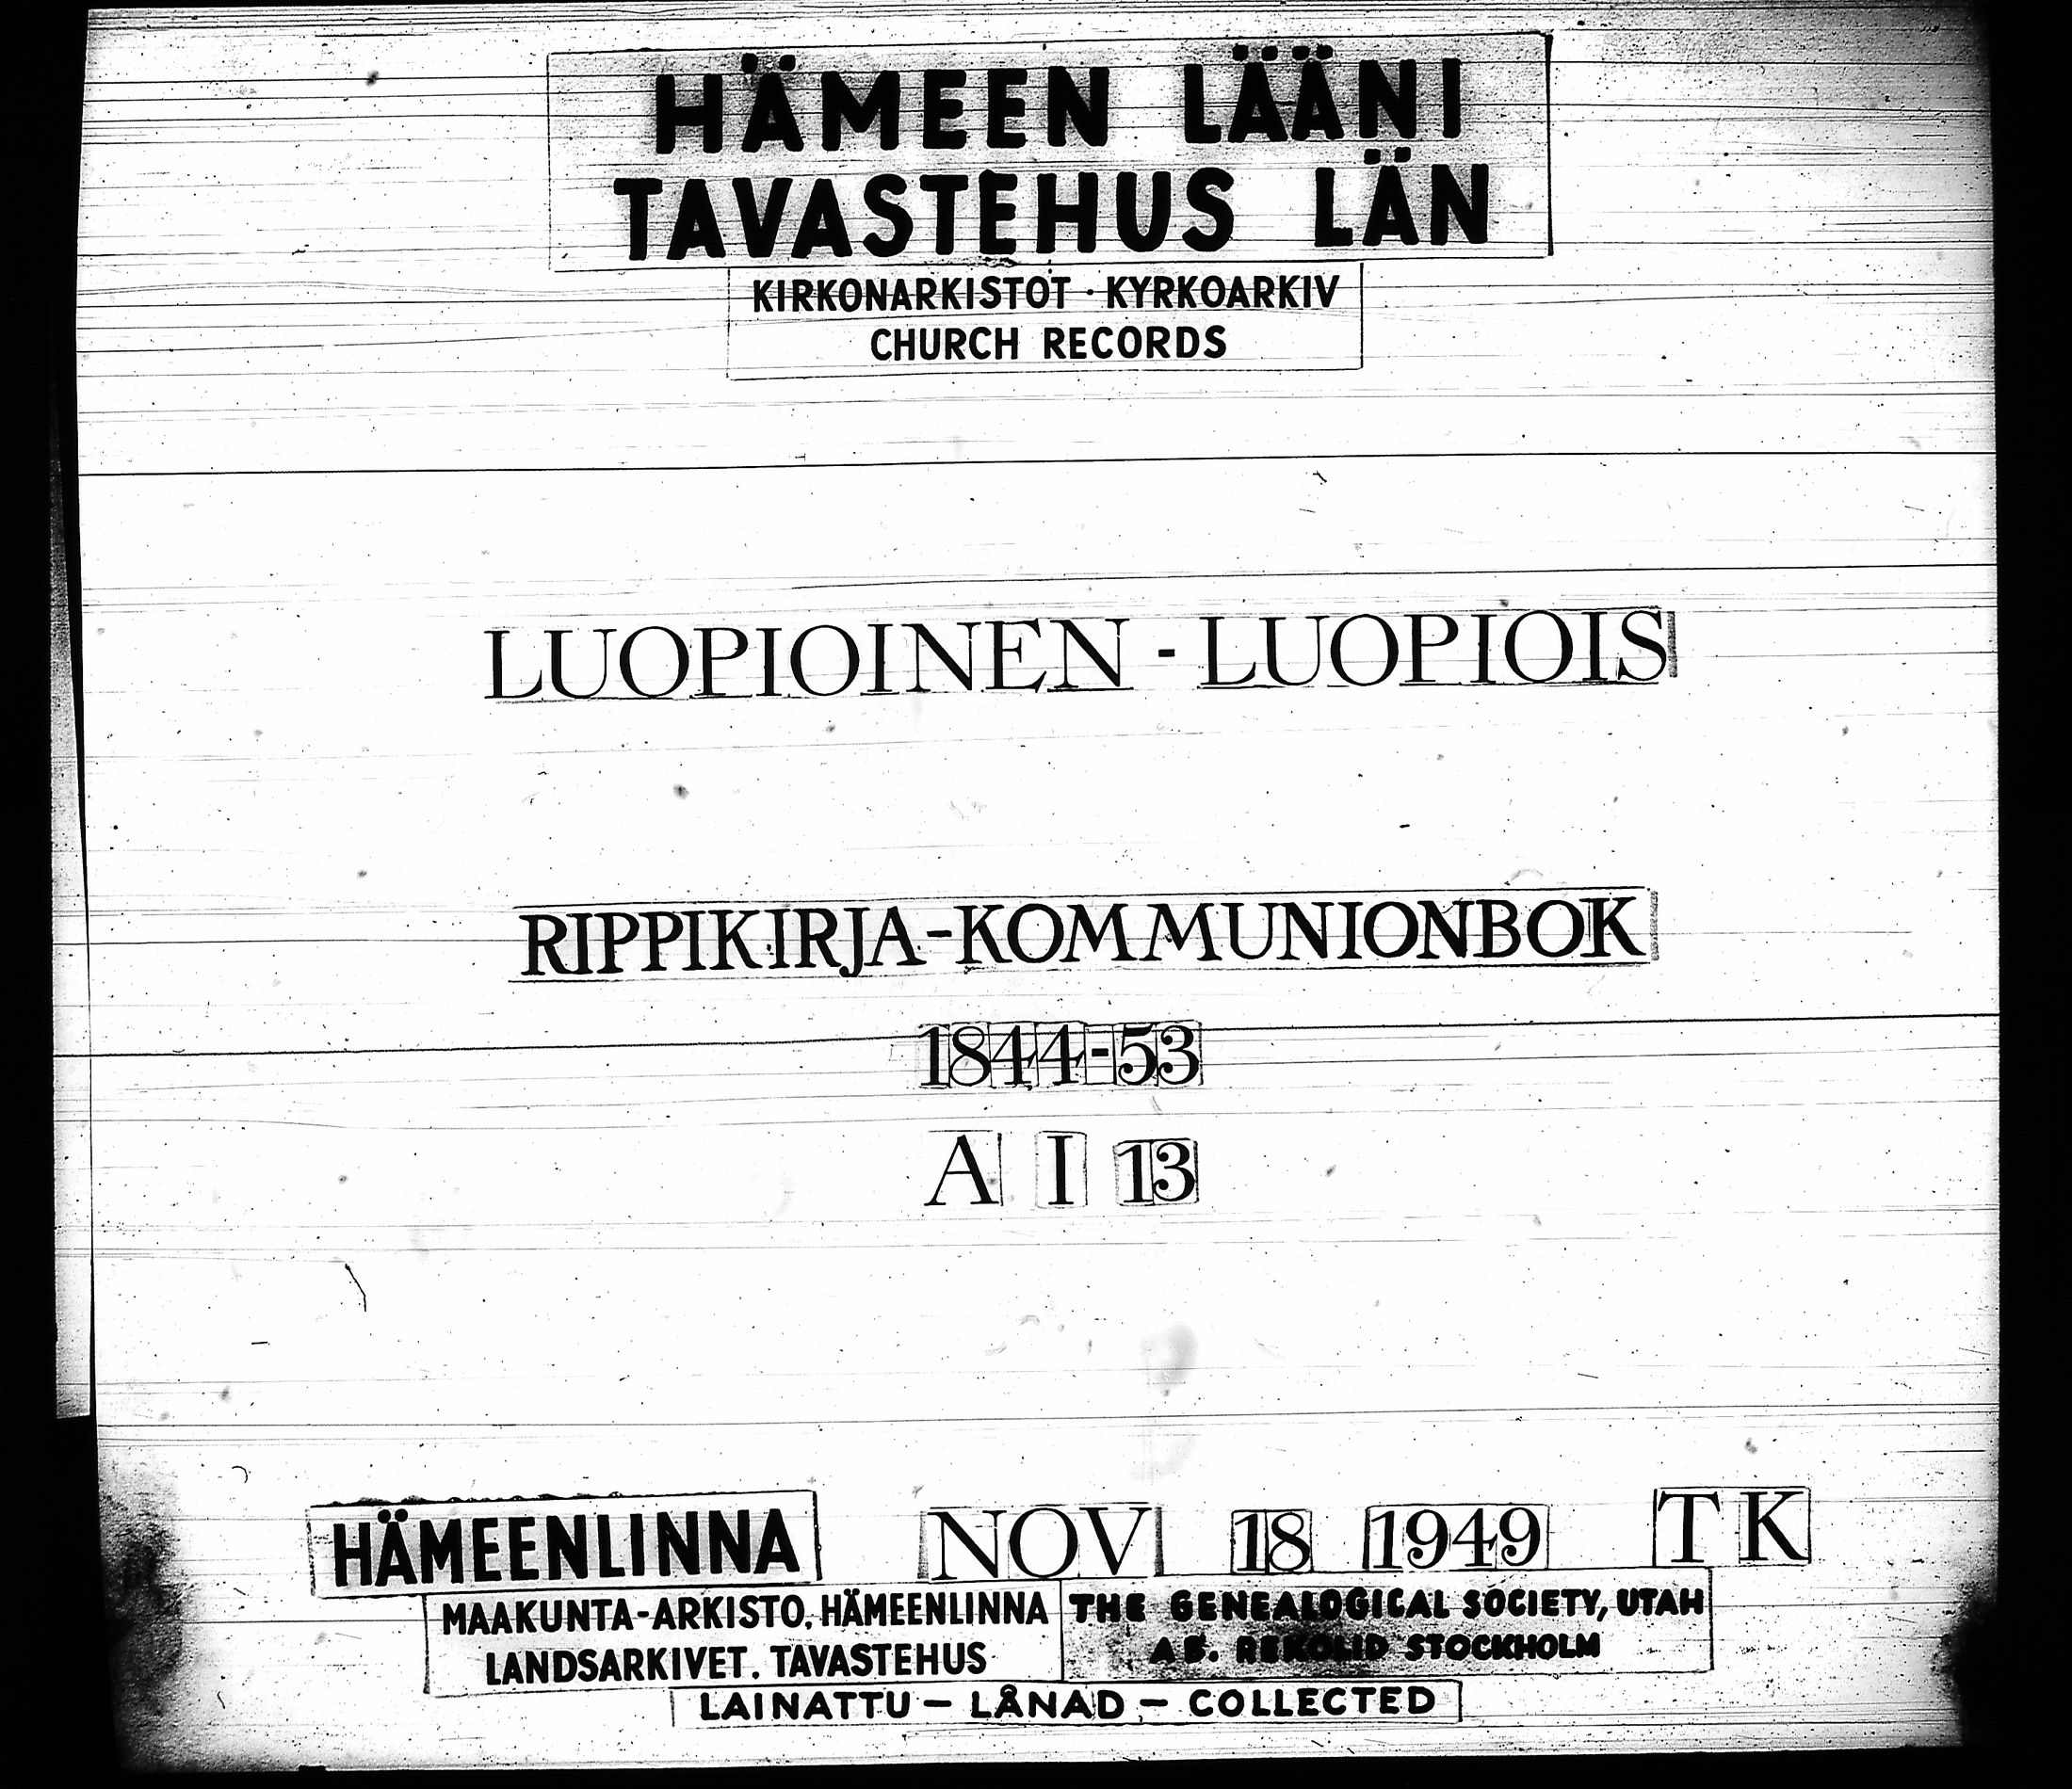 HÄMEEN LÄÄNI
TAVASTEHUS LÄN
KIRKONARKISTOT · KYRKOARKIV
CHURCH RECORDS
LUOPIOINEN - LUOPIOIS
RIPPIKIRJA-KOMMUNIONBOK
1844-53
A I 13
HÄMEENLINNA NOV 18 1949 TK
MAAKUNTA-ARKISTO, HÄMEENLINNA
LANDSARKIVET. TAVASTEHUS
THE GENEALOGICAL SOCIETY, UTAH
AB. REKOLID STOCKHOLM
LAINATTU – LÅNAD – COLLECTED